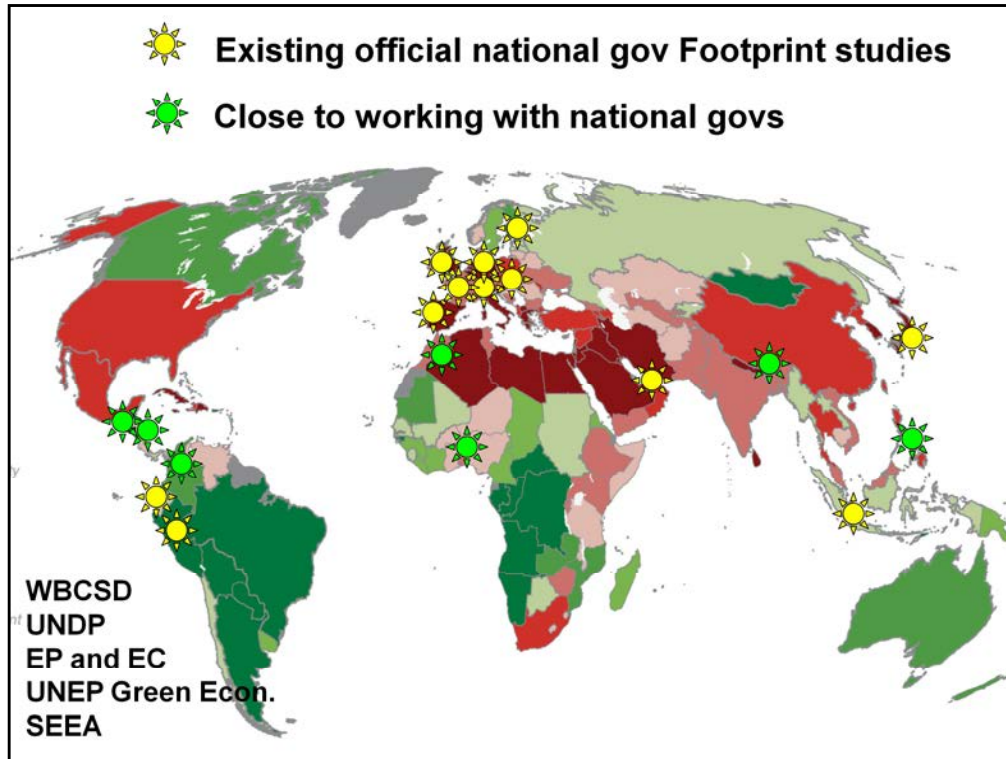 Existing official national gov Footprint studies
Close to working with national govs
WBCSD
UNDP
EP and EC
UNEP Green Econ.
SEEA